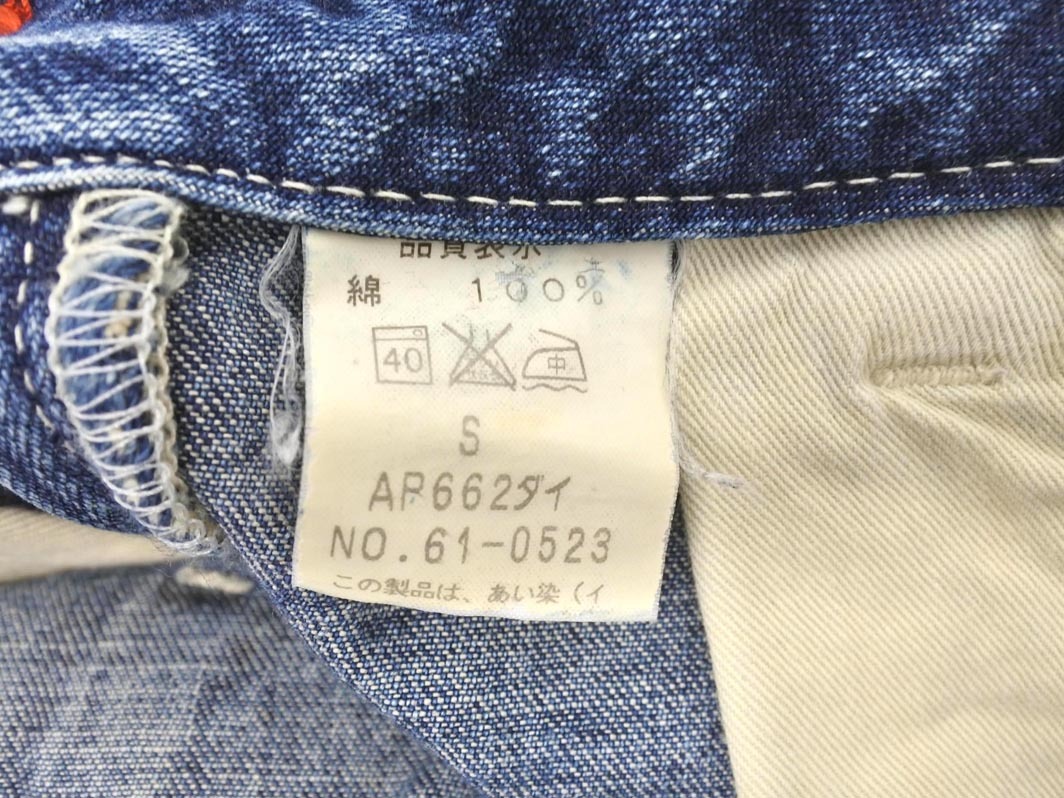 品質表示
綿 100%
40 中
S
AP662ダイ
NO.61-0523
この製品は、あい染(イ